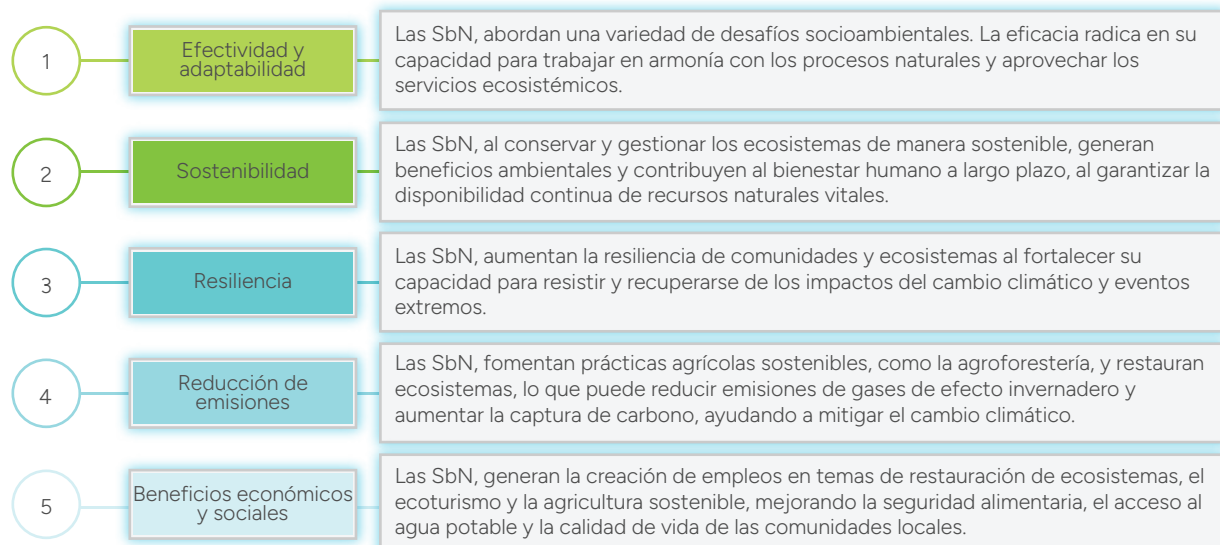 1
Efectividad y
adaptabilidad
Las SbN, abordan una variedad de desafíos socioambientales. La eficacia radica en su
capacidad para trabajar en armonía con los procesos naturales y aprovechar los
servicios ecosistémicos.
2
Sostenibilidad
Las SbN, al conservar y gestionar los ecosistemas de manera sostenible, generan
beneficios ambientales y contribuyen al bienestar humano a largo plazo, al garantizar la
disponibilidad continua de recursos naturales vitales.
3
Resiliencia
Las SbN, aumentan la resiliencia de comunidades y ecosistemas al fortalecer su
capacidad para resistir y recuperarse de los impactos del cambio climático y eventos
extremos.
4
Reducción de
emisiones
Las SbN, fomentan prácticas agrícolas sostenibles, como la agroforestería, y restauran
ecosistemas, lo que puede reducir emisiones de gases de efecto invernadero y
aumentar la captura de carbono, ayudando a mitigar el cambio climático.
5
Beneficios económicos
y sociales
Las SbN, generan la creación de empleos en temas de restauración de ecosistemas, el
ecoturismo y la agricultura sostenible, mejorando la seguridad alimentaria, el acceso al
agua potable y la calidad de vida de las comunidades locales.